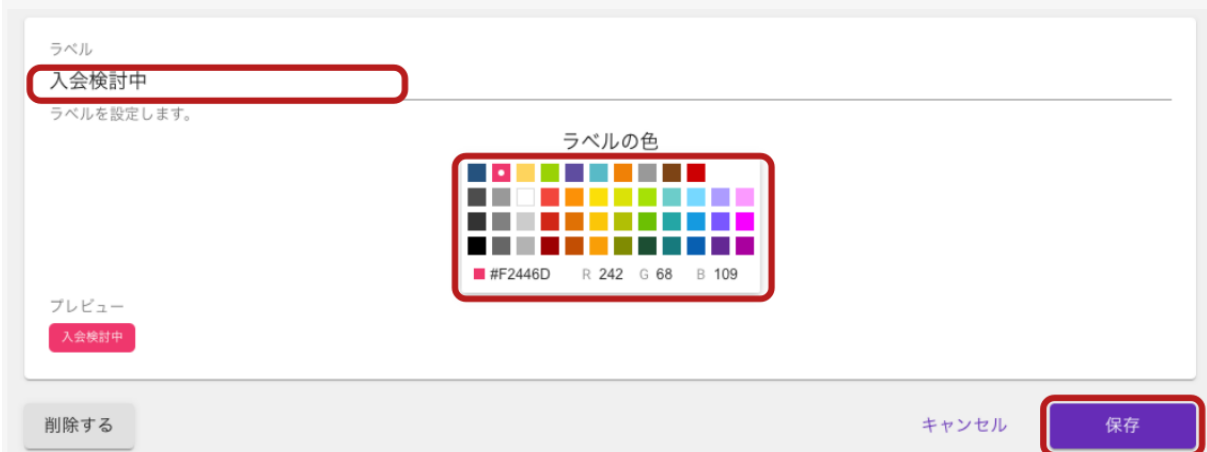 ラベル
入会検討中
ラベルを設定します。
ラベルの色
#F2446D R 242 G 68 B 109
プレビュー
入会検討中
削除する キャンセル 保存